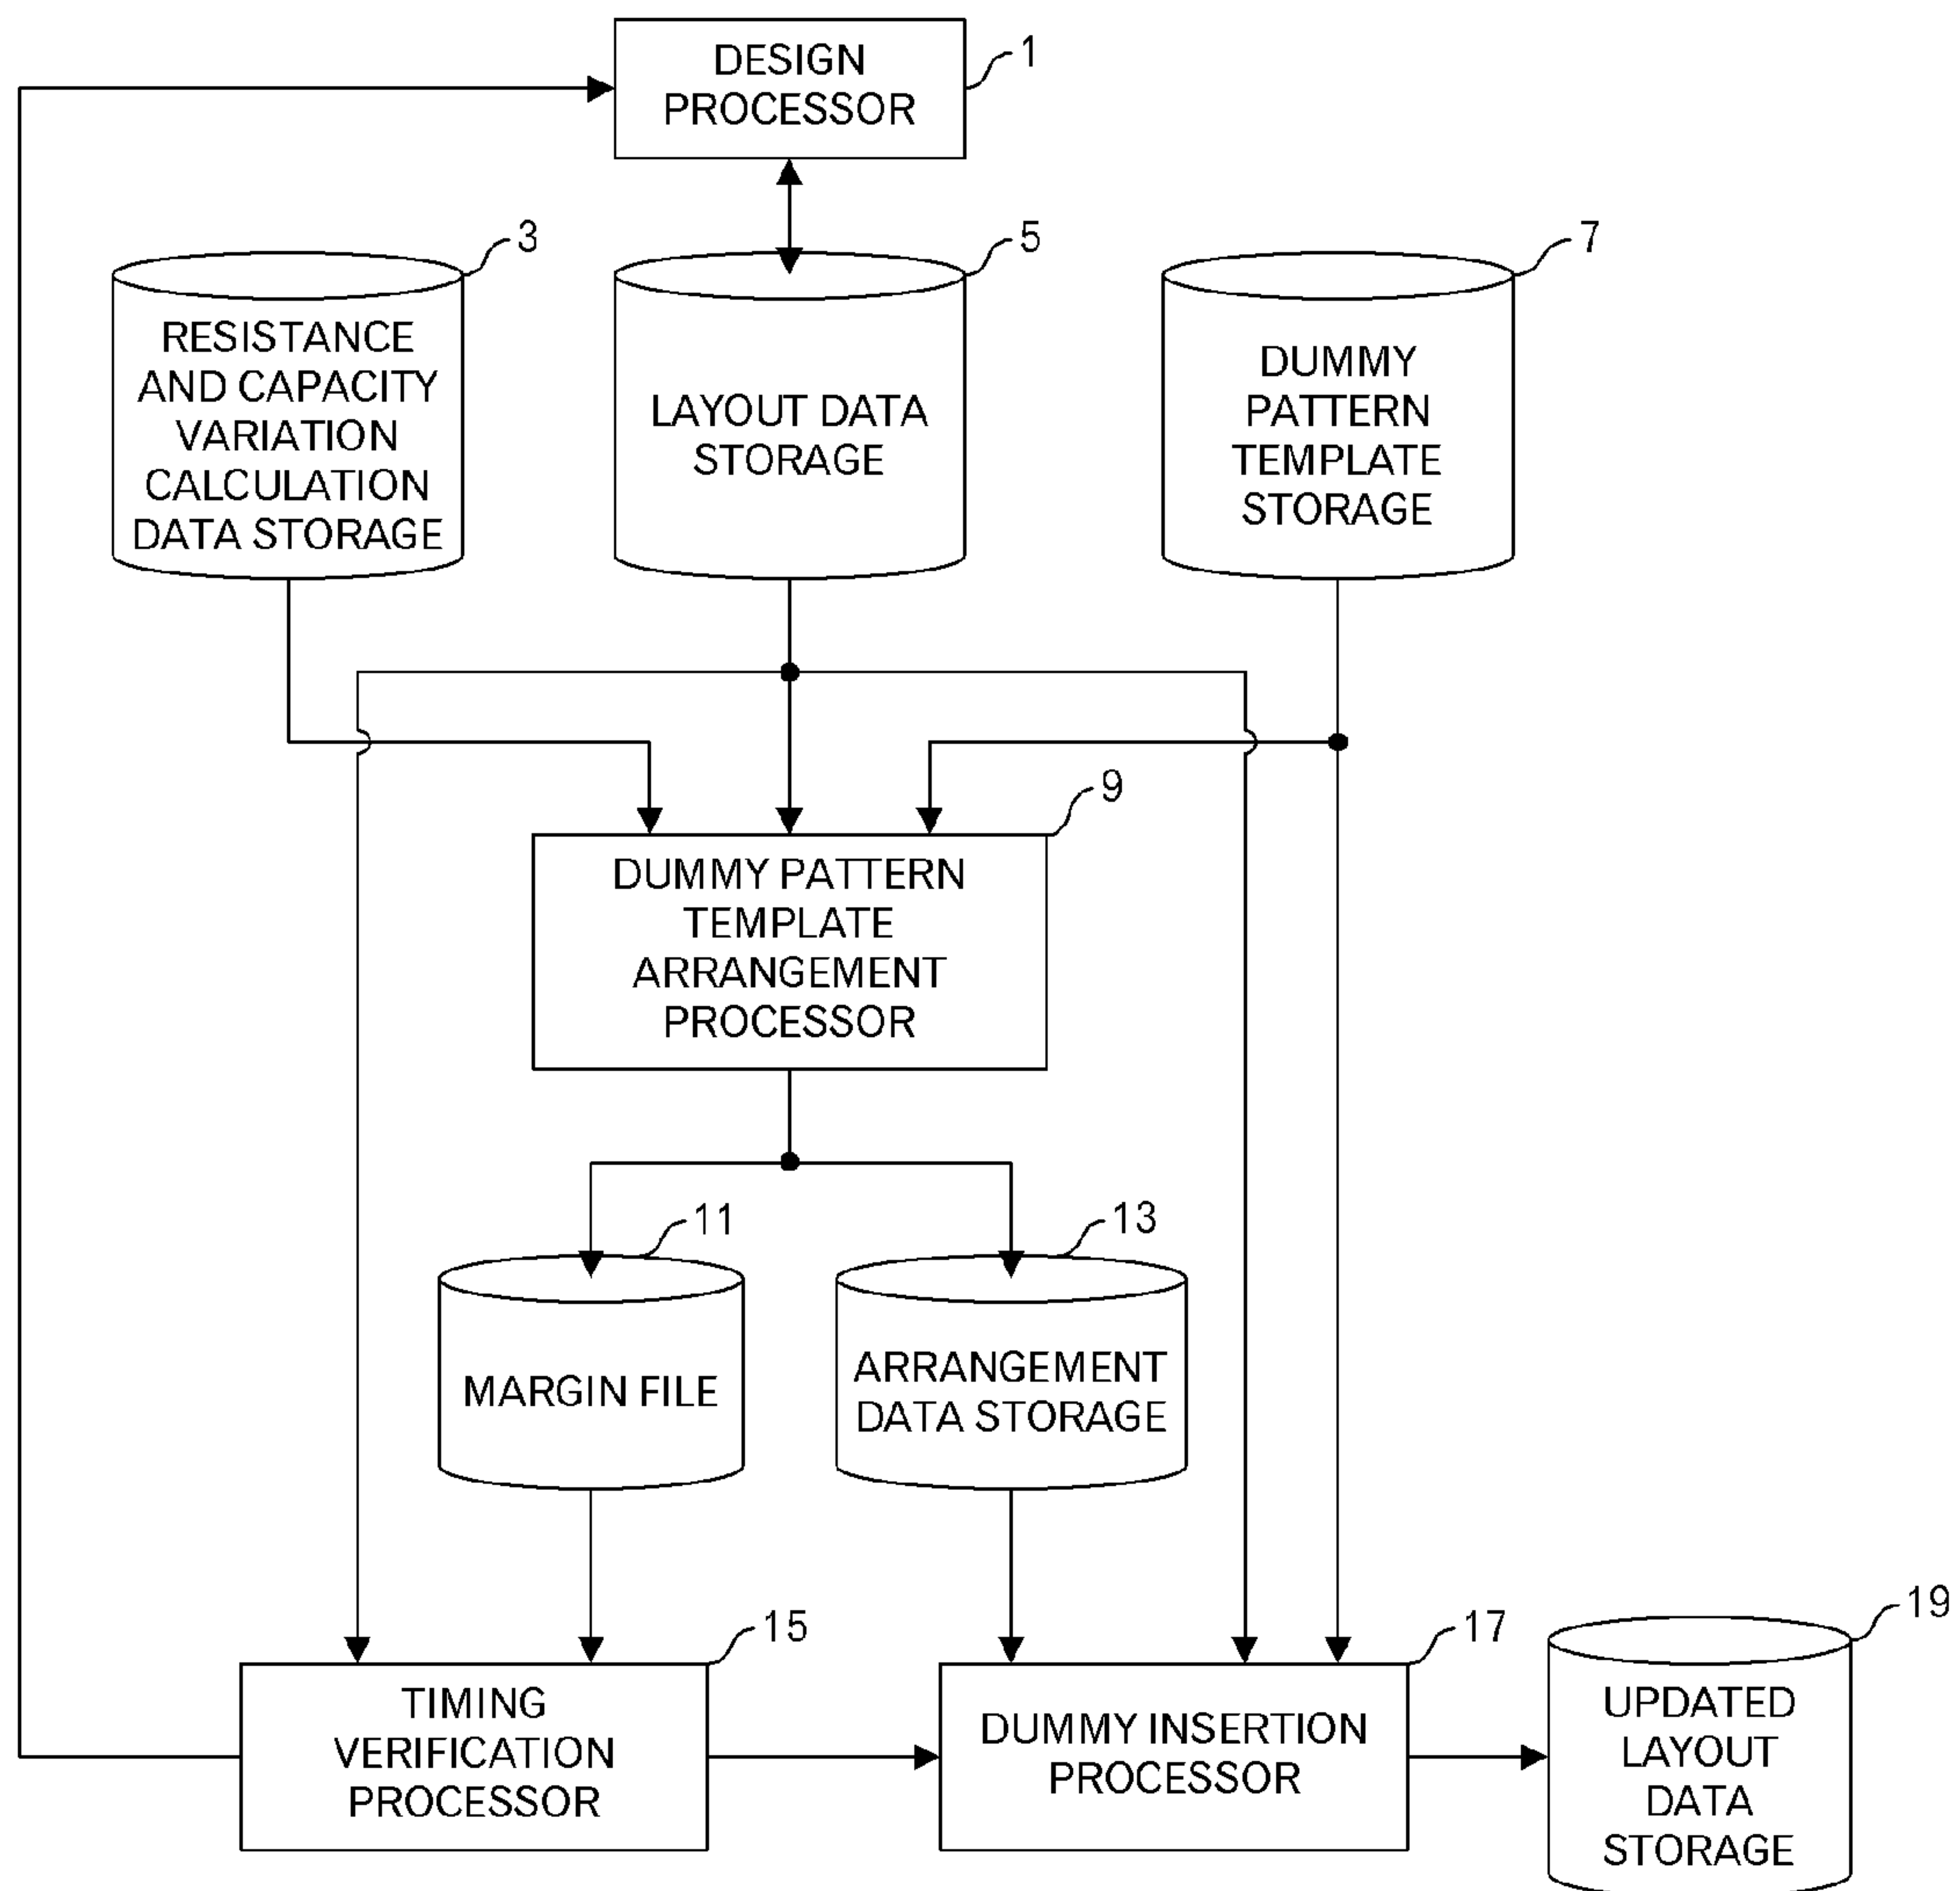 DESIGN
PROCESSOR
1
3
5
7
RESISTANCE
AND CAPACITY
VARIATION
CALCULATION
DATA STORAGE
LAYOUT DATA
STORAGE
DUMMY
PATTERN
TEMPLATE
STORAGE
9
DUMMY PATTERN
TEMPLATE
ARRANGEMENT
PROCESSOR
11
13
MARGIN FILE
ARRANGEMENT
DATA STORAGE
15
17
19
TIMING
VERIFICATION
PROCESSOR
DUMMY INSERTION
PROCESSOR
UPDATED
LAYOUT
DATA
STORAGE